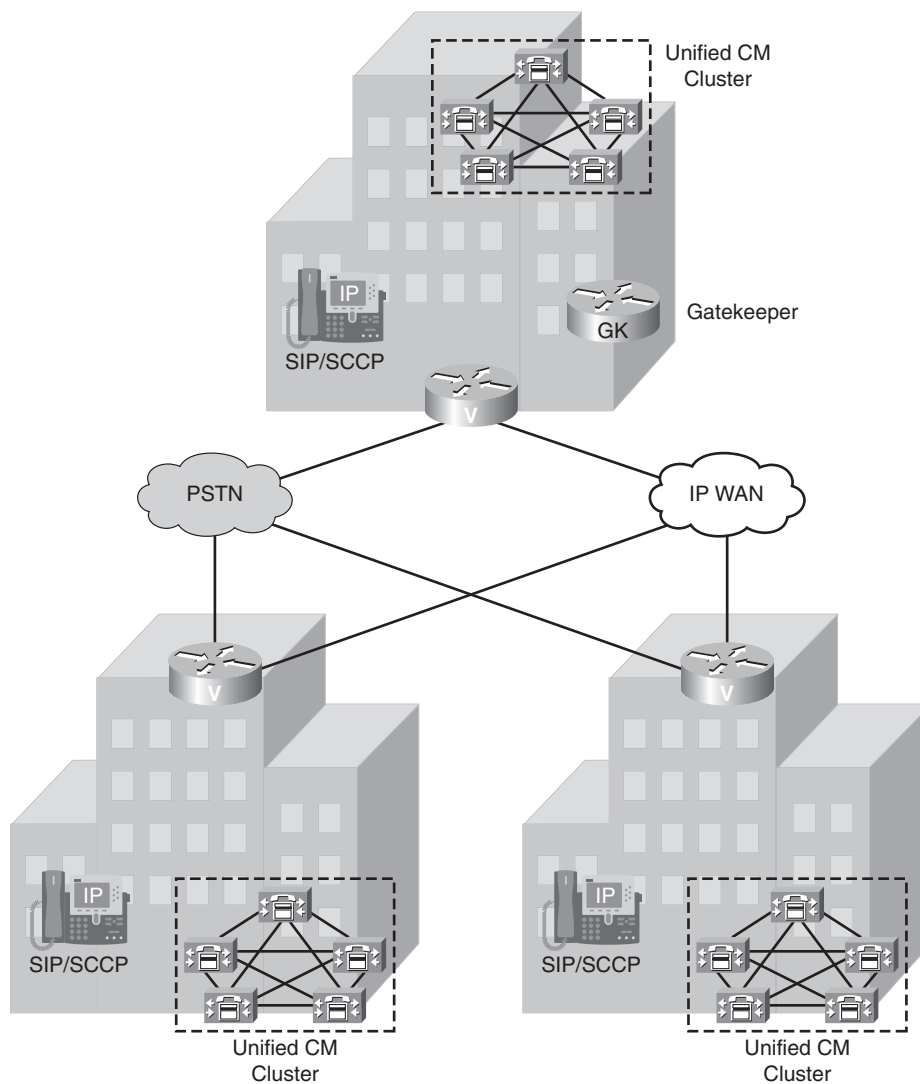 Unified CM
Cluster
IP
SIP/SCCP
GK
Gatekeeper
V
PSTN
IP WAN
V
V
IP
SIP/SCCP
IP
SIP/SCCP
Unified CM
Cluster
Unified CM
Cluster